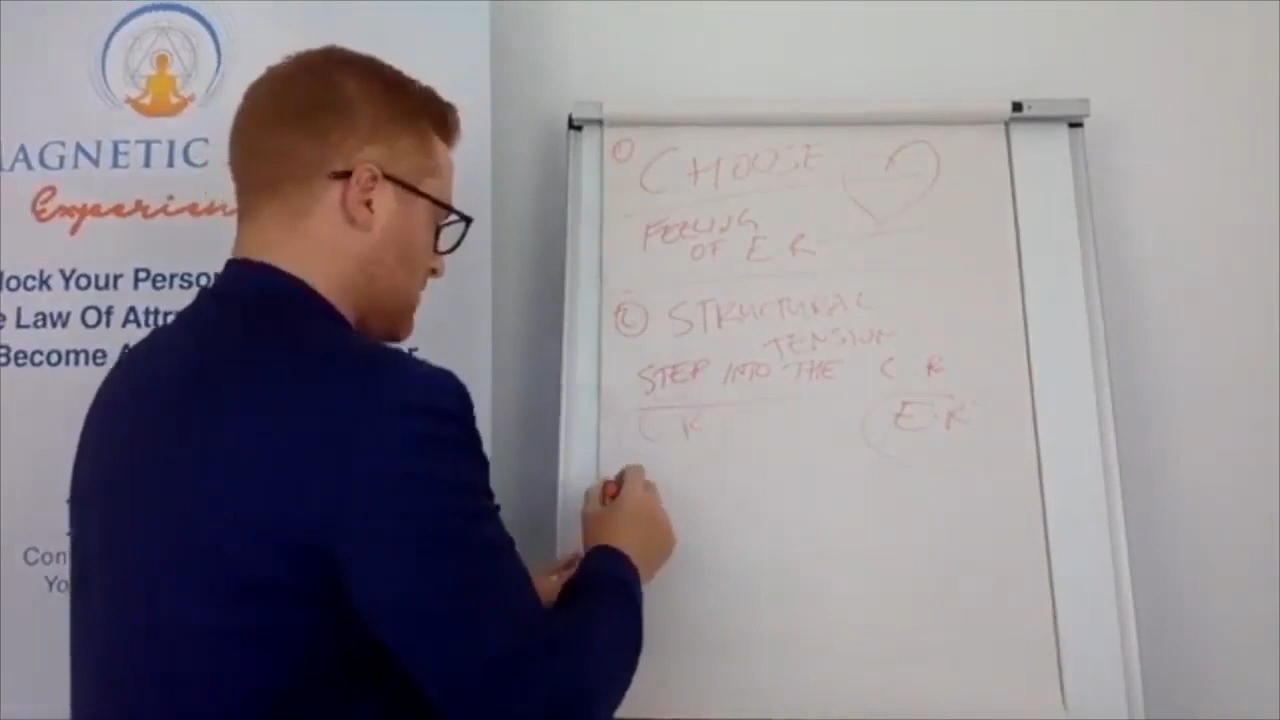 MAGNETIC
Experien
lock Your Person
e Law Of Attr
Become A
Con
Yo
① CHOOSE
FEELING
OF E R
② STRUCTURAL
TENSION
STEP INTO THE C R
C R
E.R